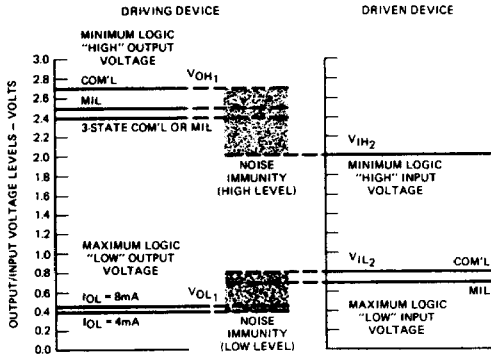 DRIVING DEVICE
DRIVEN DEVICE
MINIMUM LOGIC
"HIGH" OUTPUT
VOLTAGE
COM'L
VOH1
MIL
3-STATE COM'L OR MIL
VIH2
NOISE
IMMUNITY
(HIGH LEVEL)
MINIMUM LOGIC
"HIGH" INPUT
VOLTAGE
MAXIMUM LOGIC
"LOW" OUTPUT
VOLTAGE
VIL2
COM'L
MIL
IOL = 8mA
VOL1
IOL = 4mA
NOISE
IMMUNITY
(LOW LEVEL)
MAXIMUM LOGIC
"LOW" INPUT
VOLTAGE
OUTPUT/INPUT VOLTAGE LEVELS – VOLTS
3.0
2.8
2.6
2.4
2.2
2.0
1.8
1.6
1.4
1.2
1.0
0.8
0.6
0.4
0.2
0.0